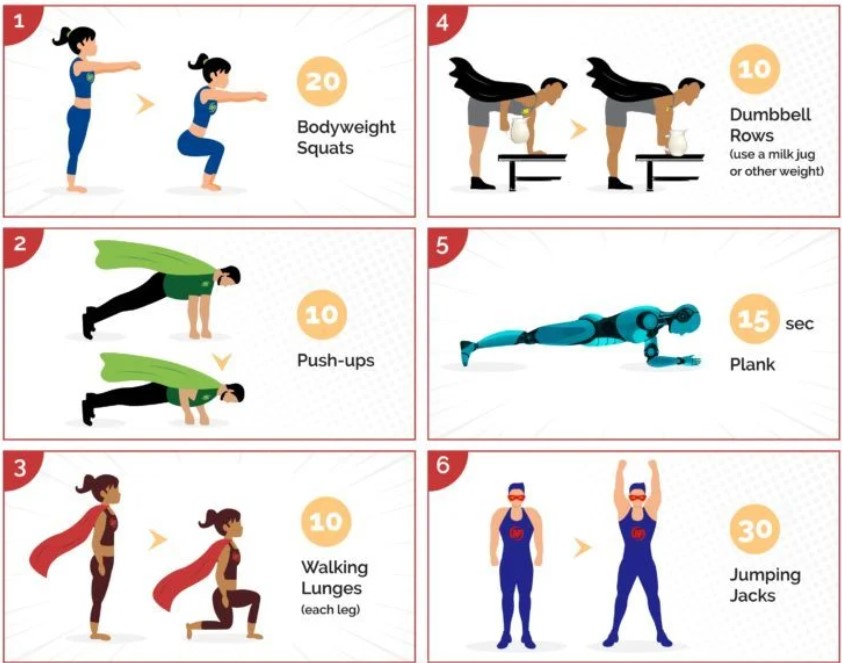 1
20
Bodyweight
Squats
2
10
Push-ups
3
10
Walking
Lunges
(each leg)
4
10
Dumbbell
Rows
(use a milk jug
or other weight)
5
15 sec
Plank
6
30
Jumping
Jacks